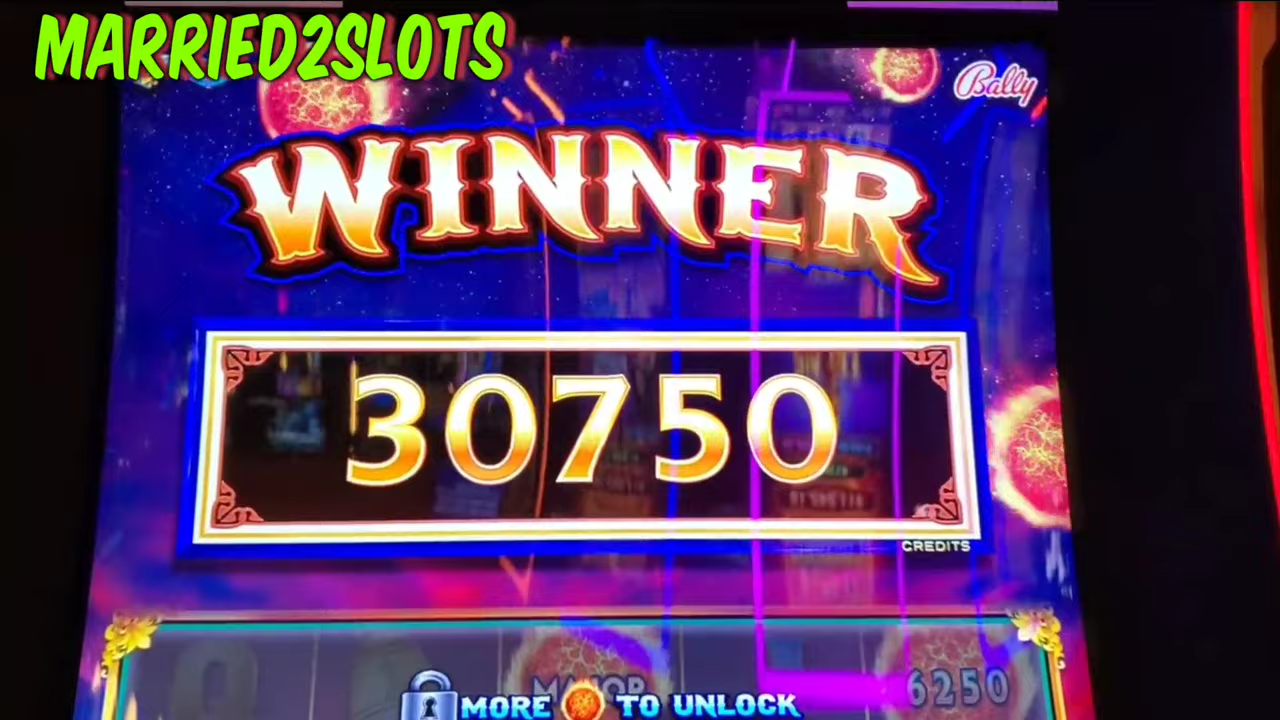 MARRIED2SLOTS
Bally
WINNER
30750
CREDITS
MAJOR
6250
MORE TO UNLOCK